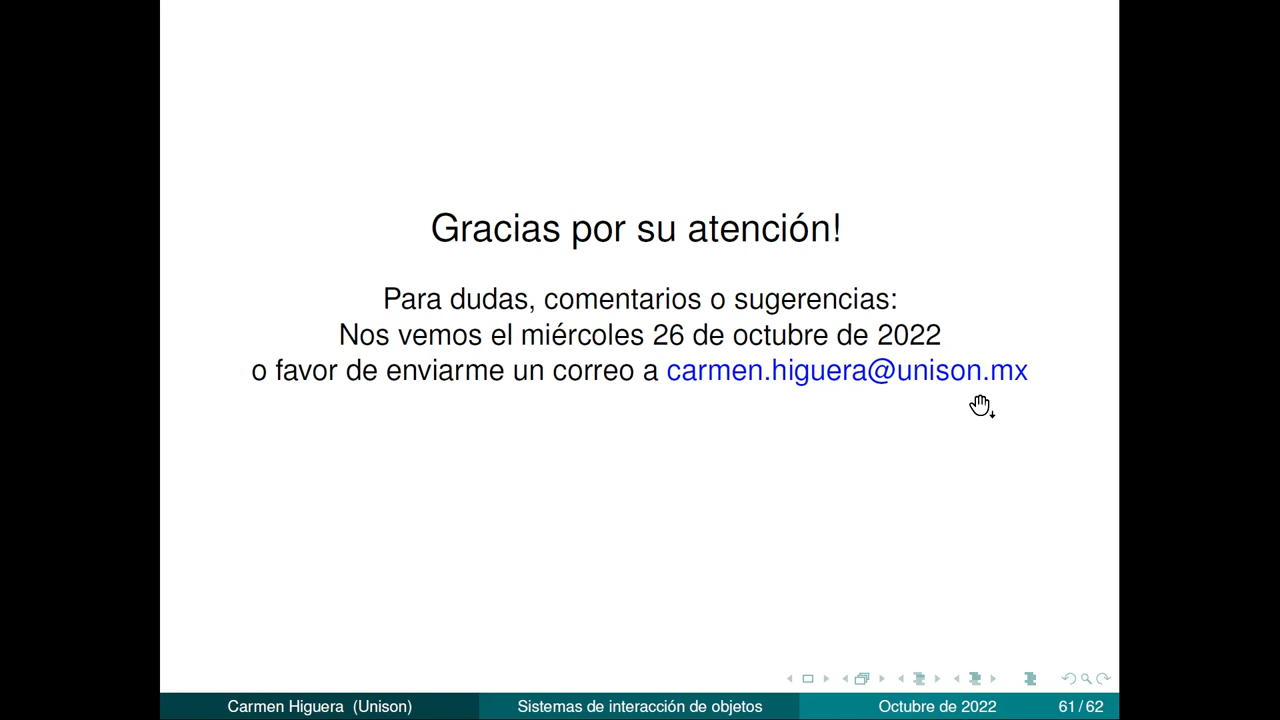 Gracias por su atención!
Para dudas, comentarios o sugerencias:
Nos vemos el miércoles 26 de octubre de 2022
o favor de enviarme un correo a carmen.higuera@unison.mx
Carmen Higuera (Unison)
Sistemas de interacción de objetos
Octubre de 2022
61 / 62